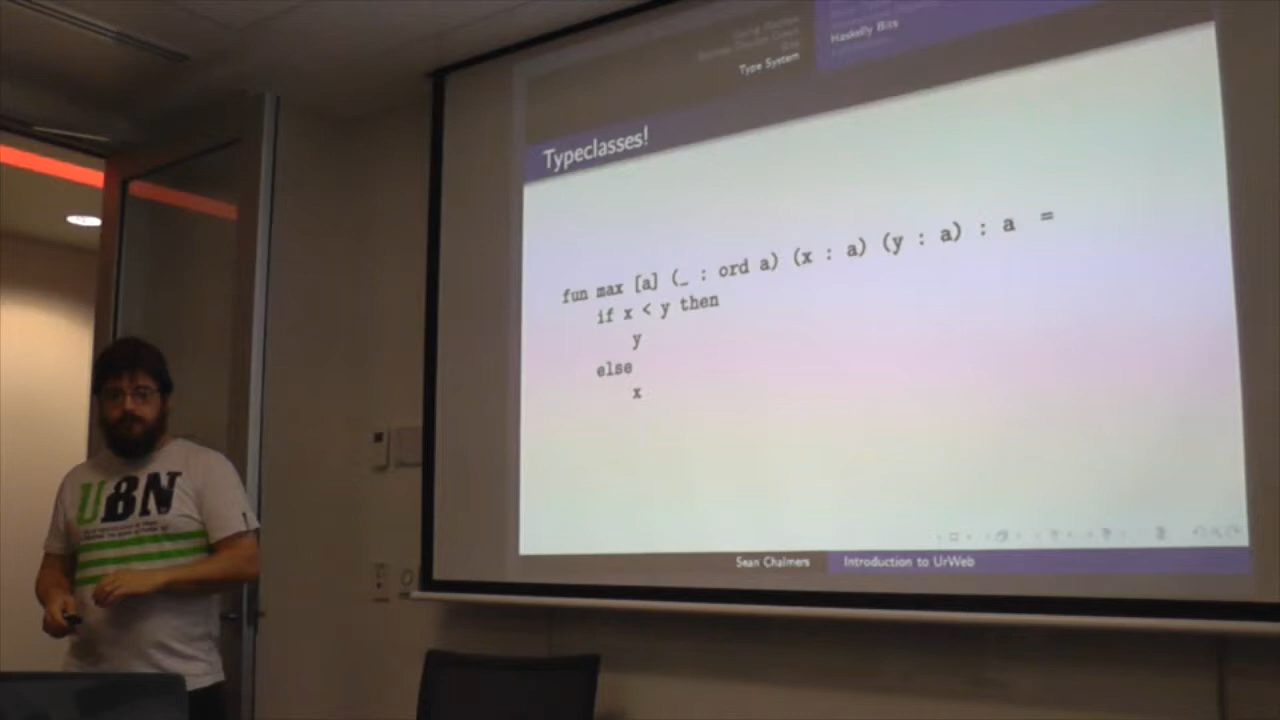 Type System
Haskelly Bits
Typeclasses!
fun max [a] (_ : ord a) (x : a) (y : a) : a =
if x < y then
y
else
x
Sean Chalmers
Introduction to UrWeb
UBN